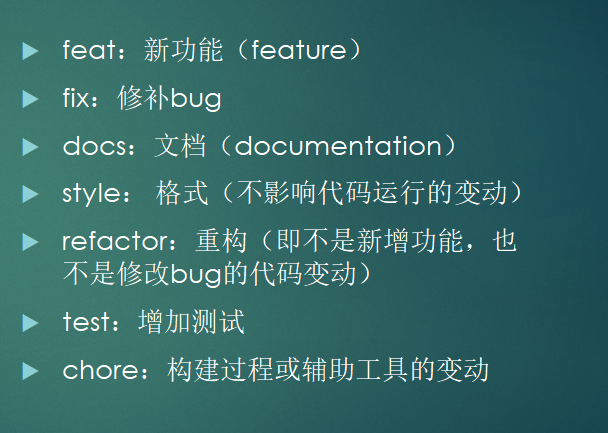 feat：新功能（feature）
fix：修补bug
docs：文档（documentation）
style： 格式（不影响代码运行的变动）
refactor：重构（即不是新增功能，也
不是修改bug的代码变动）
test：增加测试
chore：构建过程或辅助工具的变动